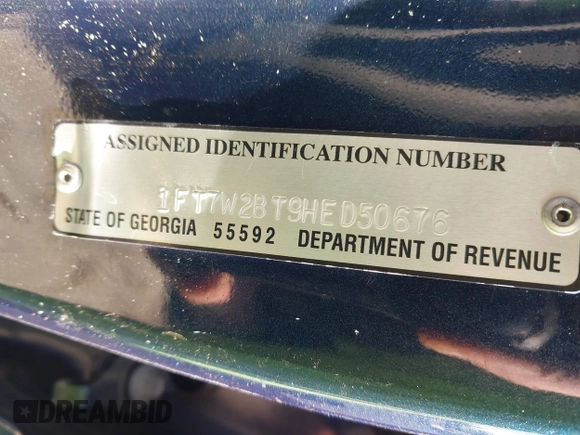 ASSIGNED IDENTIFICATION NUMBER
1FT7W2BT9HED50676
STATE OF GEORGIA 55592 DEPARTMENT OF REVENUE
DREAMBID